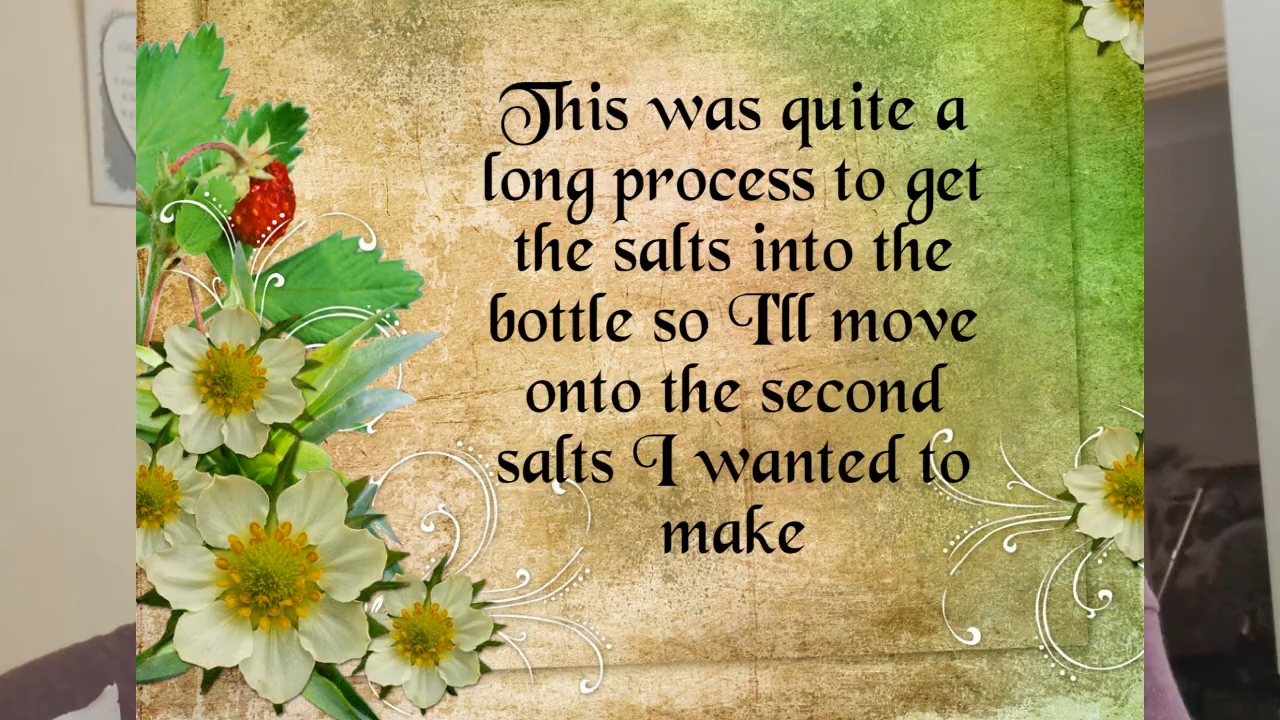 This was quite a
long process to get
the salts into the
bottle so I'll move
onto the second
salts I wanted to
make